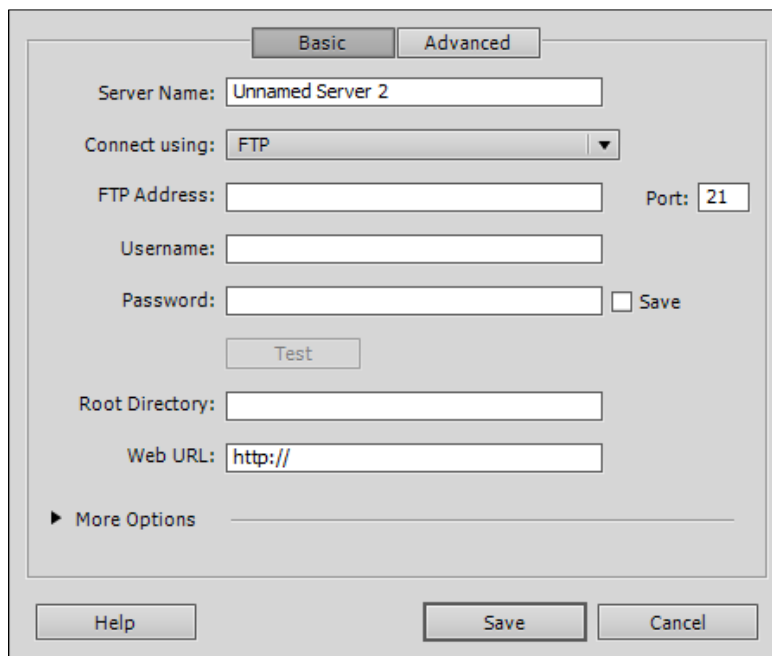 Basic Advanced
Server Name: Unnamed Server 2
Connect using: FTP
FTP Address: Port: 21
Username:
Password: Save
Test
Root Directory:
Web URL: http://
More Options
Help Save Cancel